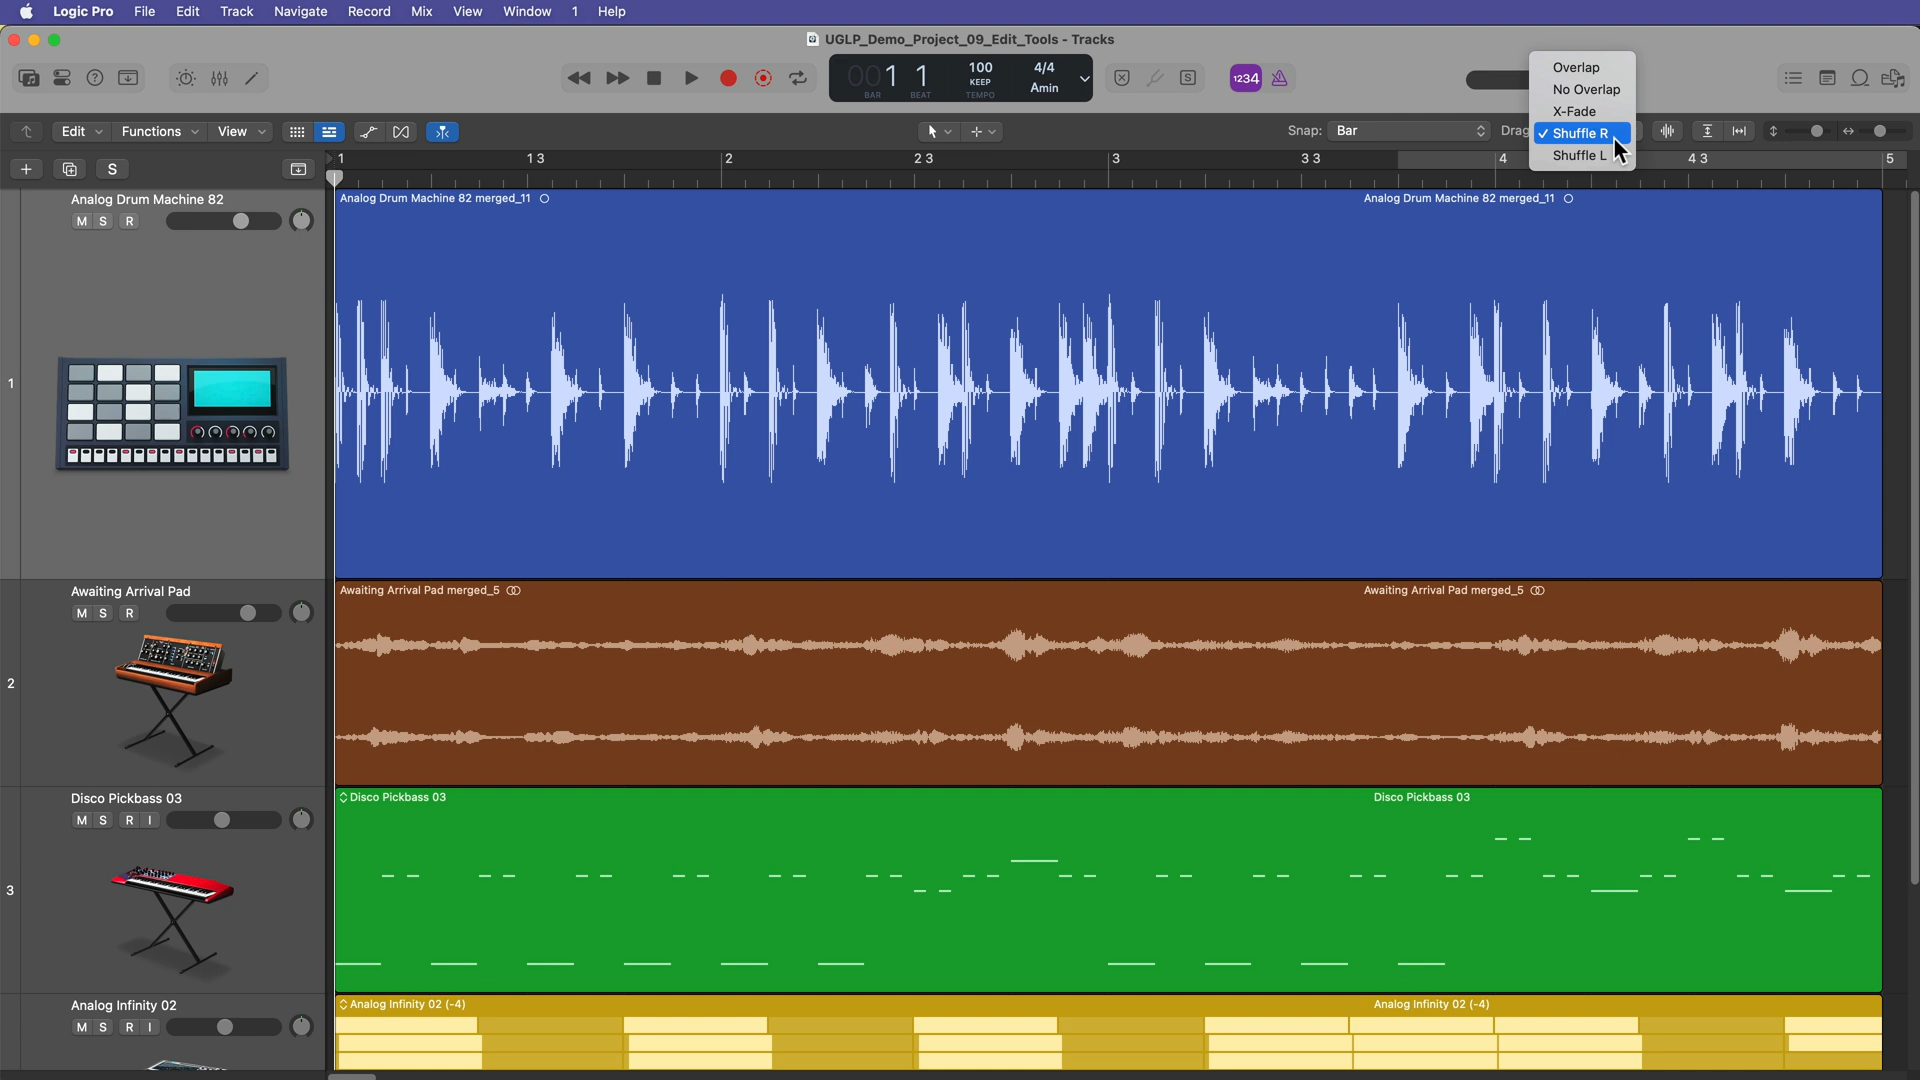 Logic Pro File Edit Track Navigate Record Mix View Window 1 Help
UGLP_Demo_Project_09_Edit_Tools - Tracks
001 1 100 4/4
KEEP Amin
BAR BEAT TEMPO
S 1234
Overlap
No Overlap
X-Fade
Shuffle R
Shuffle L
Edit Functions View Snap: Bar Drag
S 1 1 3 2 2 3 3 3 3 4 4 3 5
Analog Drum Machine 82
M S R
1
Analog Drum Machine 82 merged_11
Analog Drum Machine 82 merged_11
Awaiting Arrival Pad
M S R
2
Awaiting Arrival Pad merged_5
Awaiting Arrival Pad merged_5
Disco Pickbass 03
M S R I
3
Disco Pickbass 03
Disco Pickbass 03
Analog Infinity 02
M S R I
Analog Infinity 02 (-4)
Analog Infinity 02 (-4)